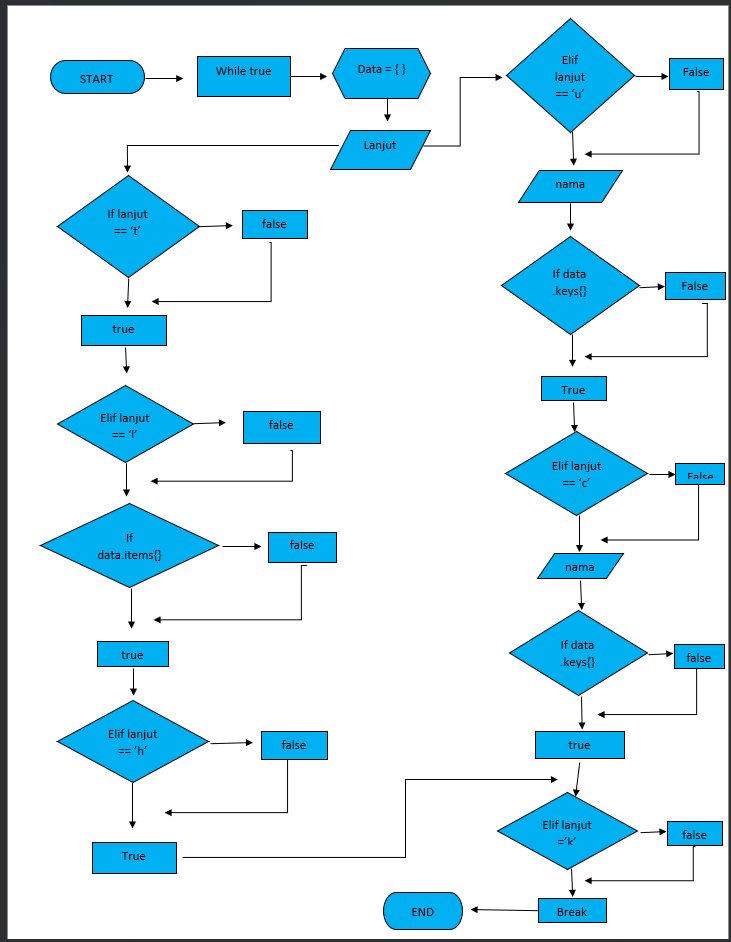 START
While true
Data = { }
Lanjut
If lanjut
== ‘t’
false
true
Elif lanjut
== ‘l’
false
If
data.items{}
false
true
Elif lanjut
== ‘h’
false
True
Elif
lanjut
== ‘u’
False
nama
If data
.keys{}
False
True
Elif lanjut
== ‘c’
False
nama
If data
.keys{}
false
true
Elif lanjut
=‘k’
false
Break
END